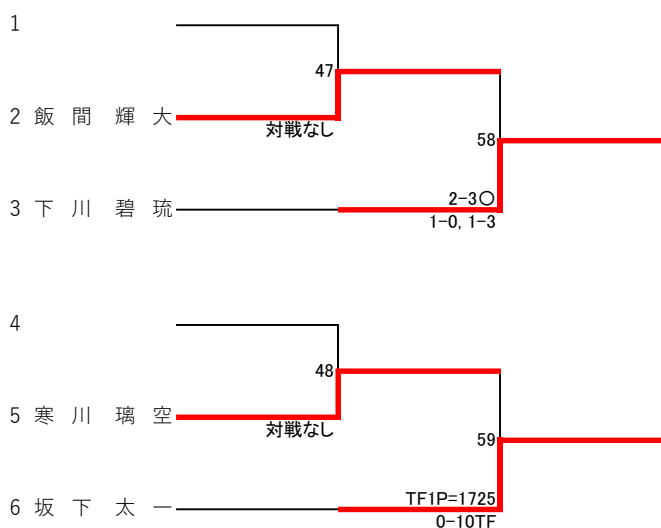 1
47
2 飯 間 輝 大
対戦なし
58
2-3○
3 下 川 碧 琉
1-0, 1-3
4
48
5 寒 川 璃 空
対戦なし
59
TF1P=1725
6 坂 下 太 一
0-10TF